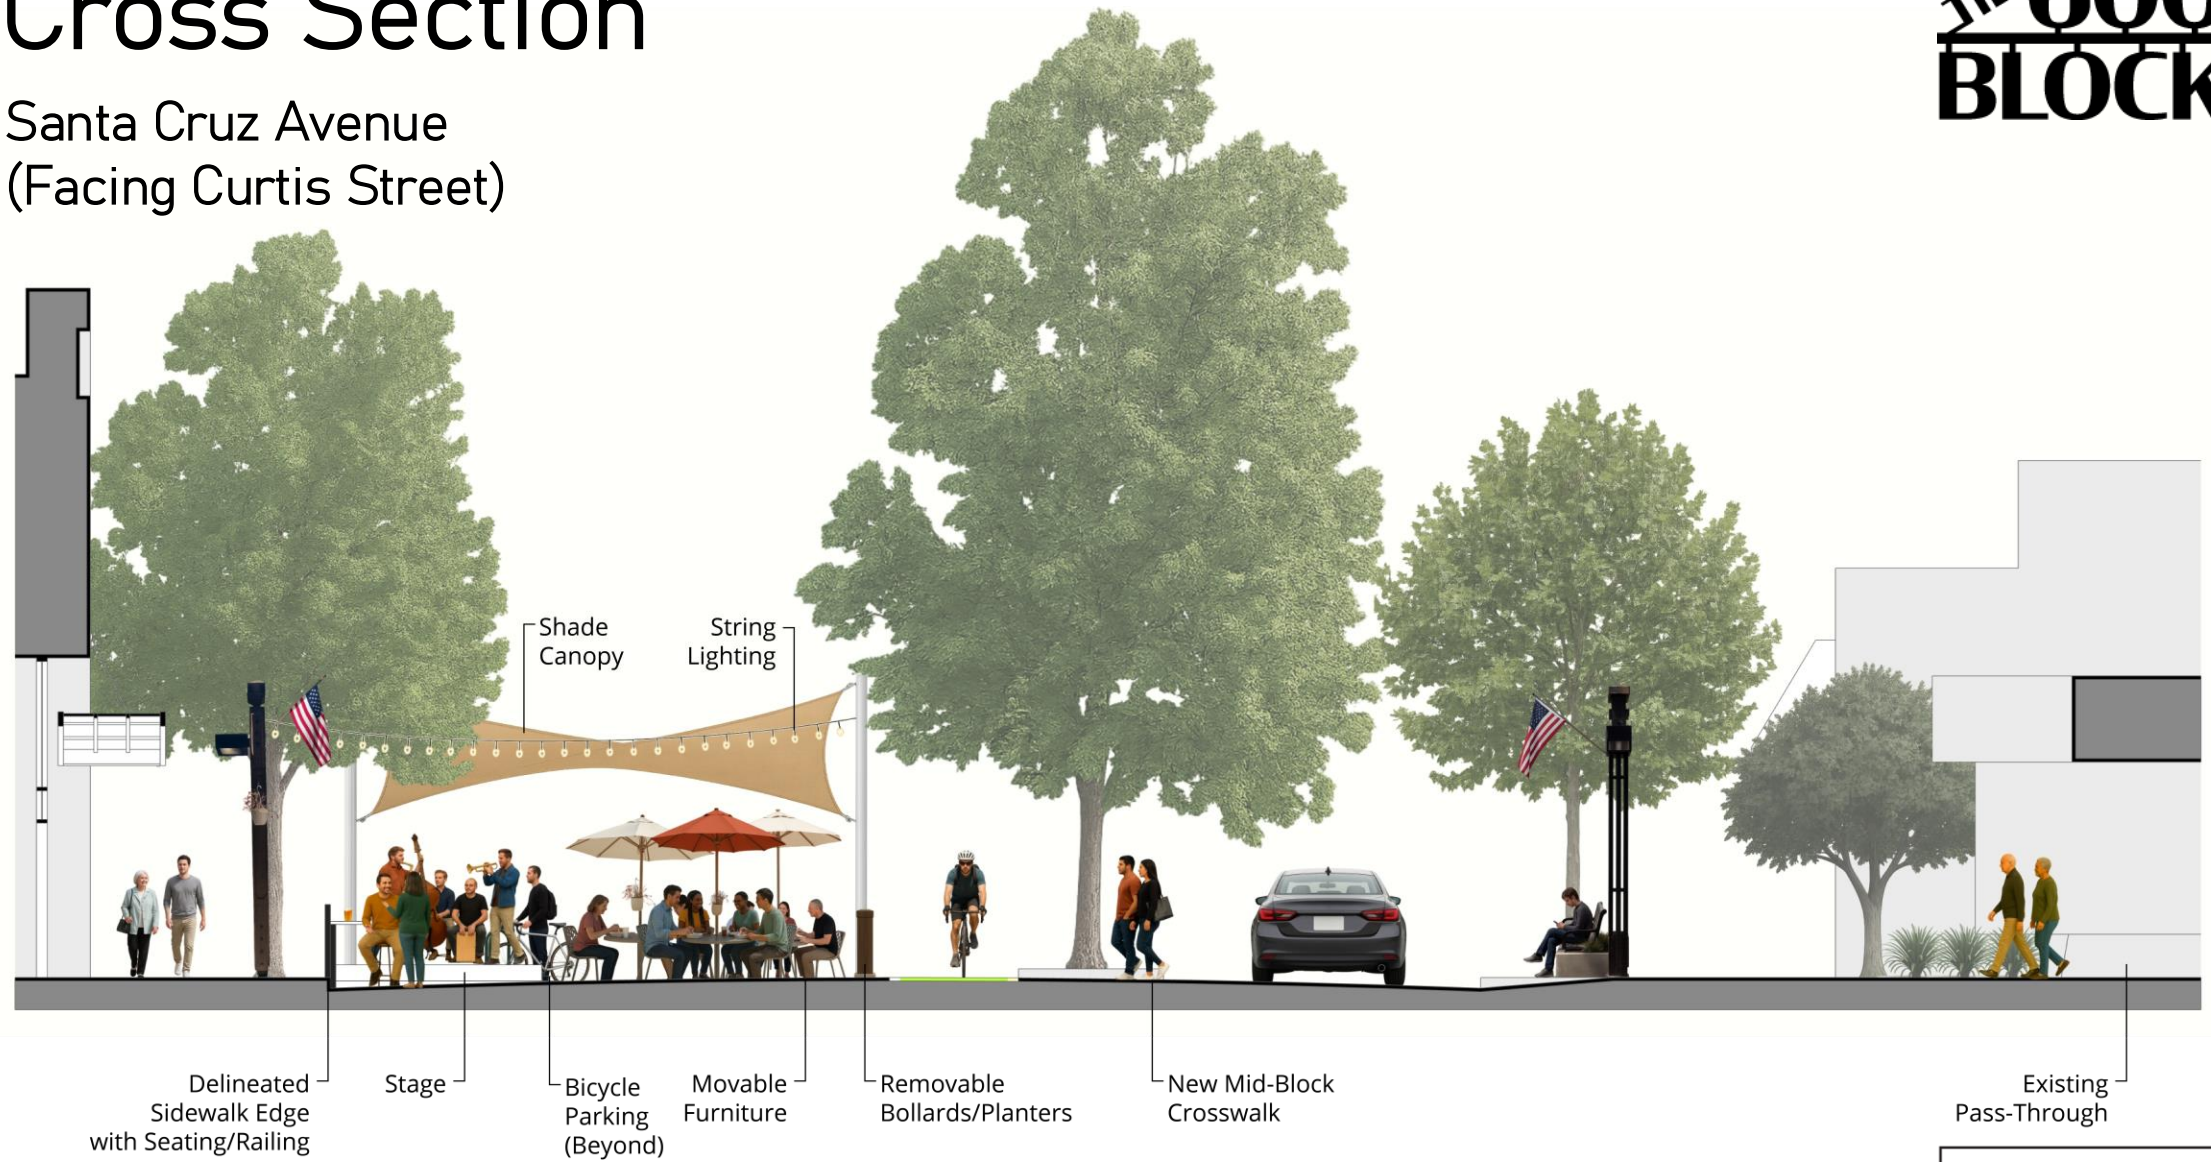 Cross Section
Santa Cruz Avenue
(Facing Curtis Street)
BLOCK
Shade
Canopy
String
Lighting
Delineated
Sidewalk Edge
with Seating/Railing
Stage
Bicycle
Parking
(Beyond)
Movable
Furniture
Removable
Bollards/Planters
New Mid-Block
Crosswalk
Existing
Pass-Through